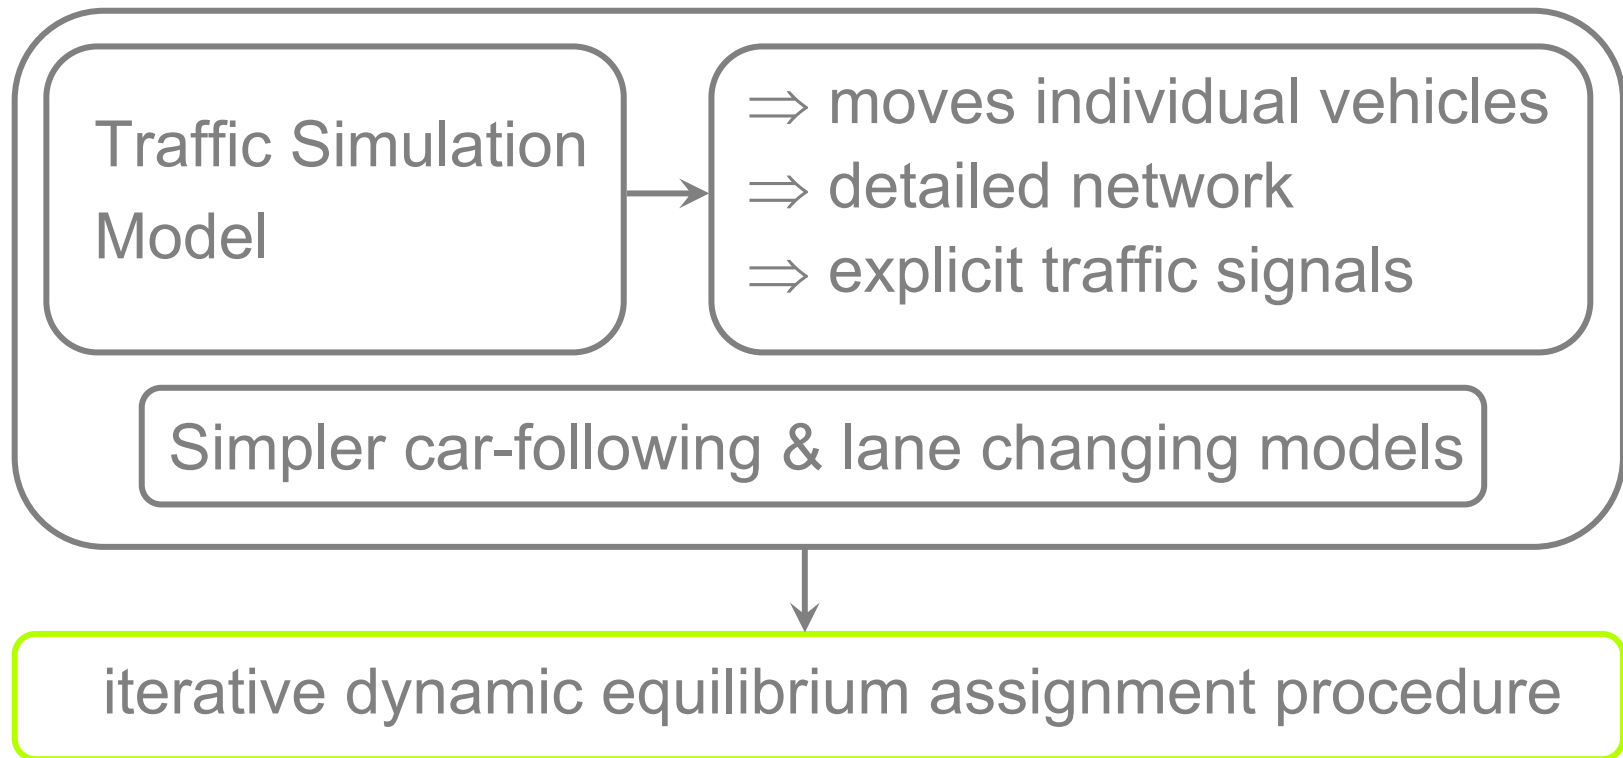 Traffic Simulation
Model
⇒ moves individual vehicles
⇒ detailed network
⇒ explicit traffic signals
Simpler car-following & lane changing models
iterative dynamic equilibrium assignment procedure